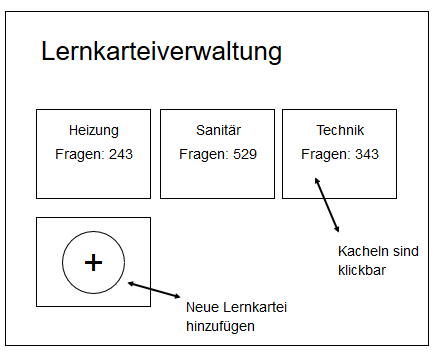 Lernkarteiverwaltung
Heizung
Fragen: 243
Sanitär
Fragen: 529
Technik
Fragen: 343
Kacheln sind
klickbar
+
Neue Lernkartei
hinzufügen